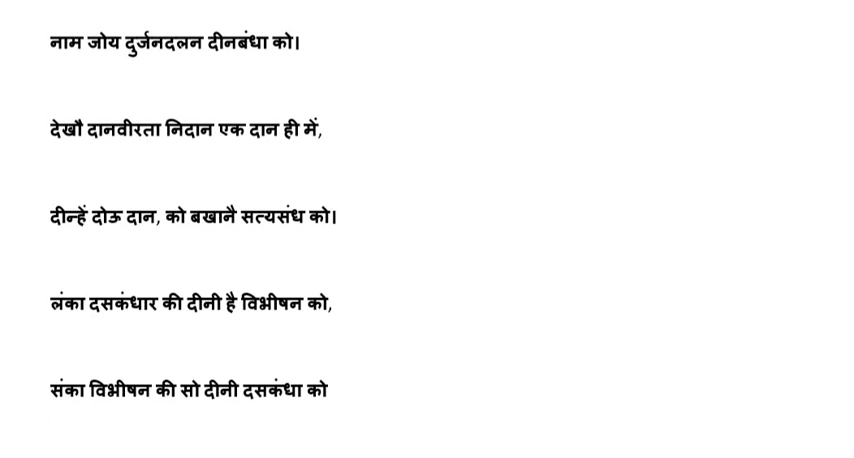 नाम जोय दुर्जनदलन दीनबंधा को।
देखौ दानवीरता निदान एक दान ही में,
दीन्हें दोऊ दान, को बखानै सत्यसंध को।
लंका दसकंधार की दीनी है विभीषन को,
संका विभीषन की सो दीनी दसकंधा को